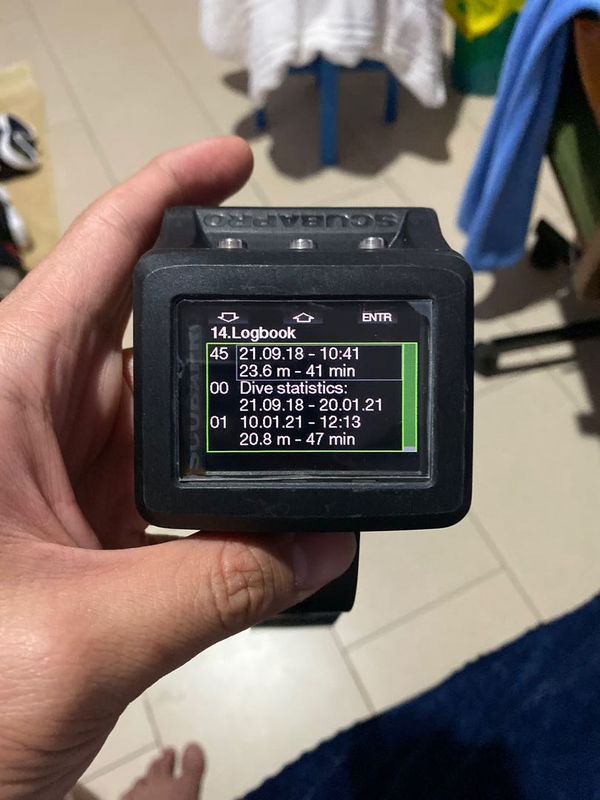 SCUBAPRO SCUBAPRO
ENTR
14.Logbook
45 21.09.18 - 10:41
23.6 m - 41 min
00 Dive statistics:
21.09.18 - 20.01.21
01 10.01.21 - 12:13
20.8 m - 47 min